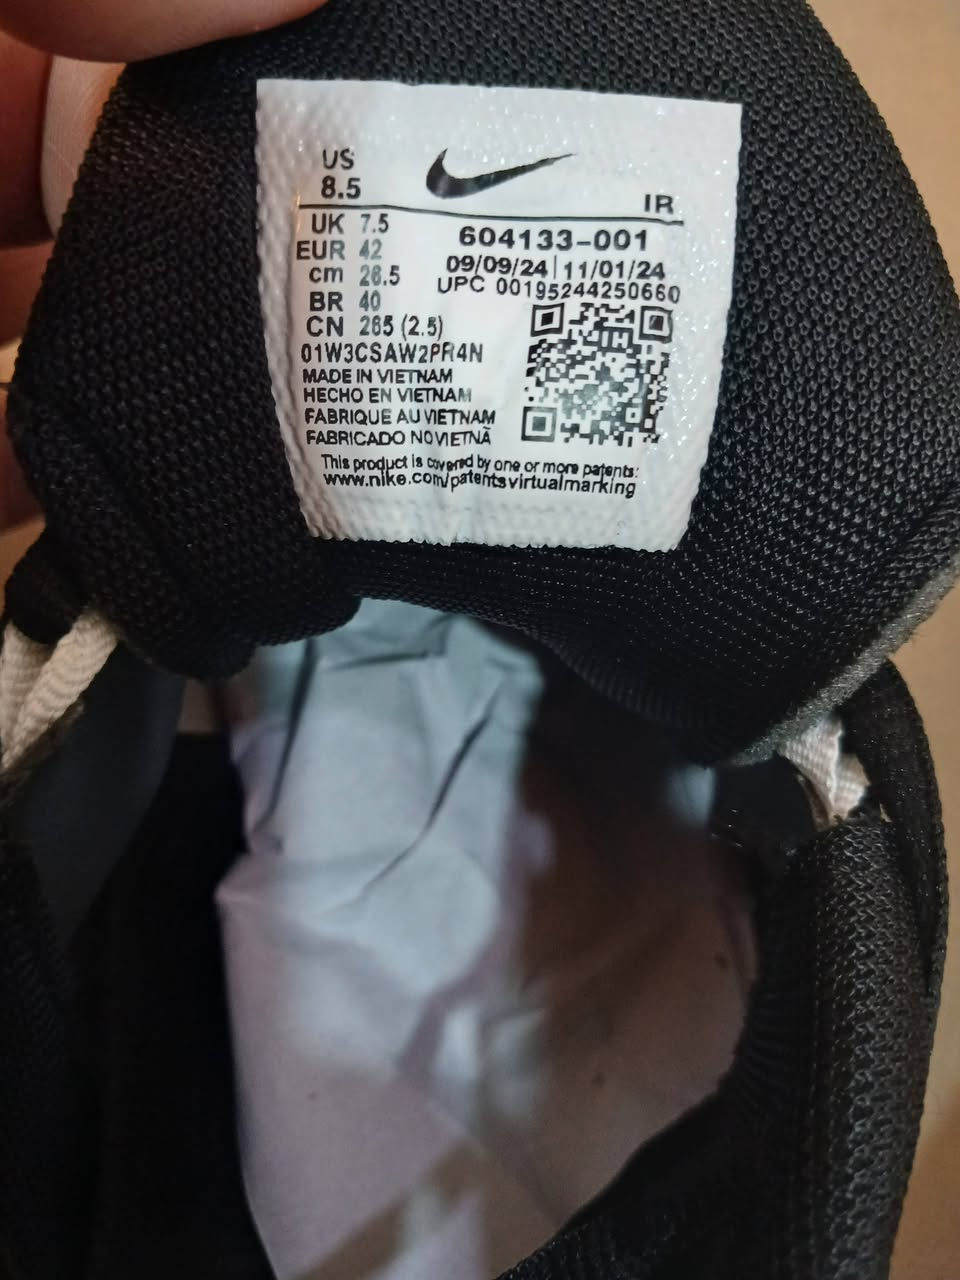 US
8.5
IR
UK 7.5
EUR 42
cm 26.5
BR 40
CN 265 (2.5)
604133-001
09/09/24 | 11/01/24
UPC 00195244250660
01W3CSAW2PR4N
MADE IN VIETNAM
HECHO EN VIETNAM
FABRIQUE AU VIETNAM
FABRICADO NO VIETNÃ
This product is covered by one or more patents:
www.nike.com/patentsvirtualmarking